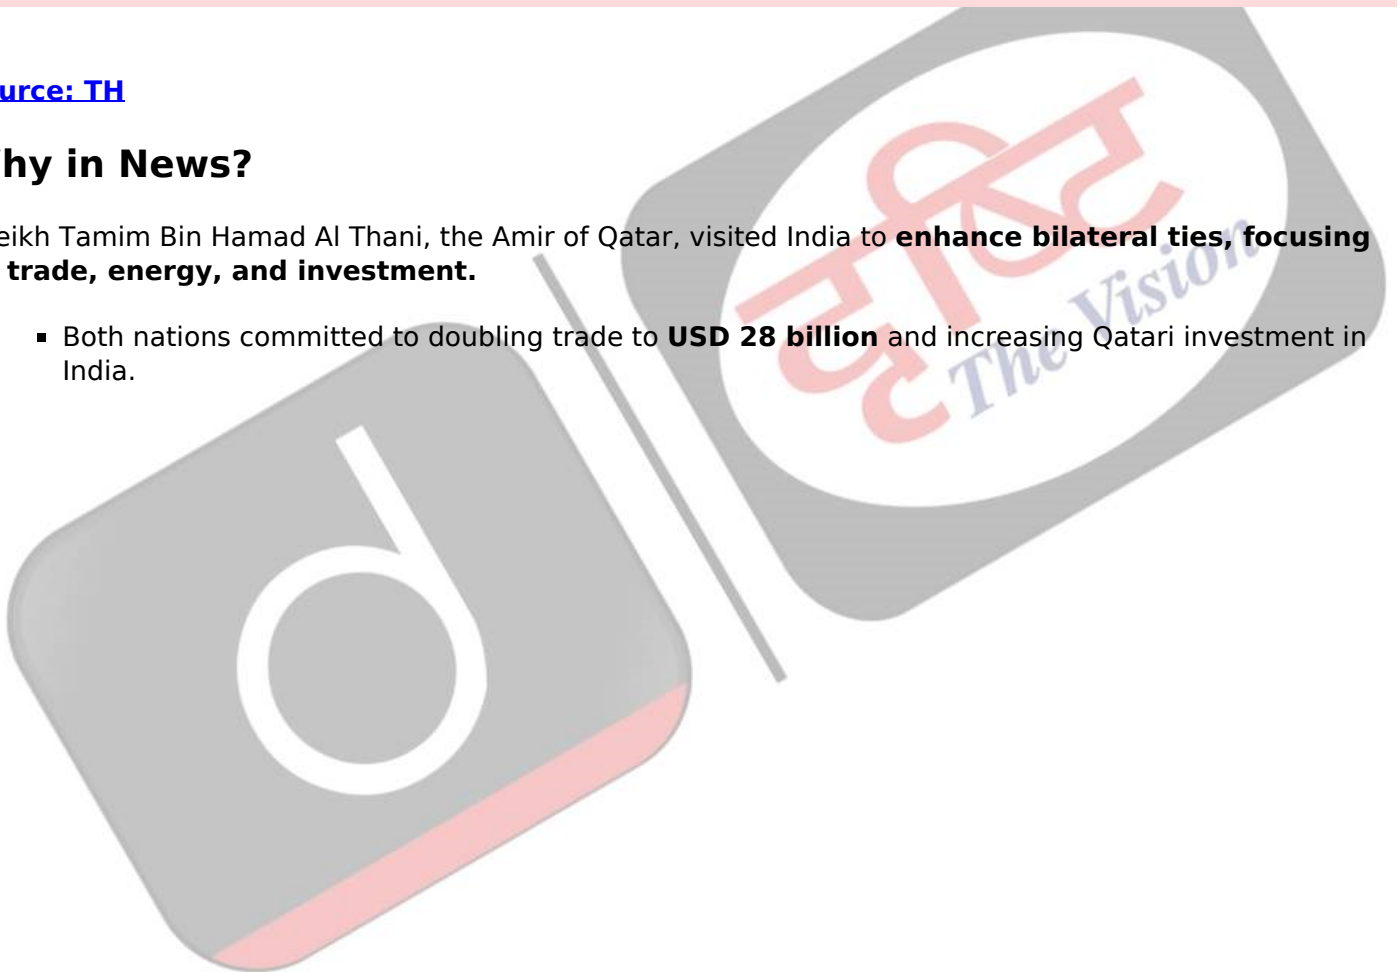 urce: TH
hy in News?
eikh Tamim Bin Hamad Al Thani, the Amir of Qatar, visited India to enhance bilateral ties, focusing
trade, energy, and investment.
▪ Both nations committed to doubling trade to USD 28 billion and increasing Qatari investment in
India.
दृष्टि
The Vision